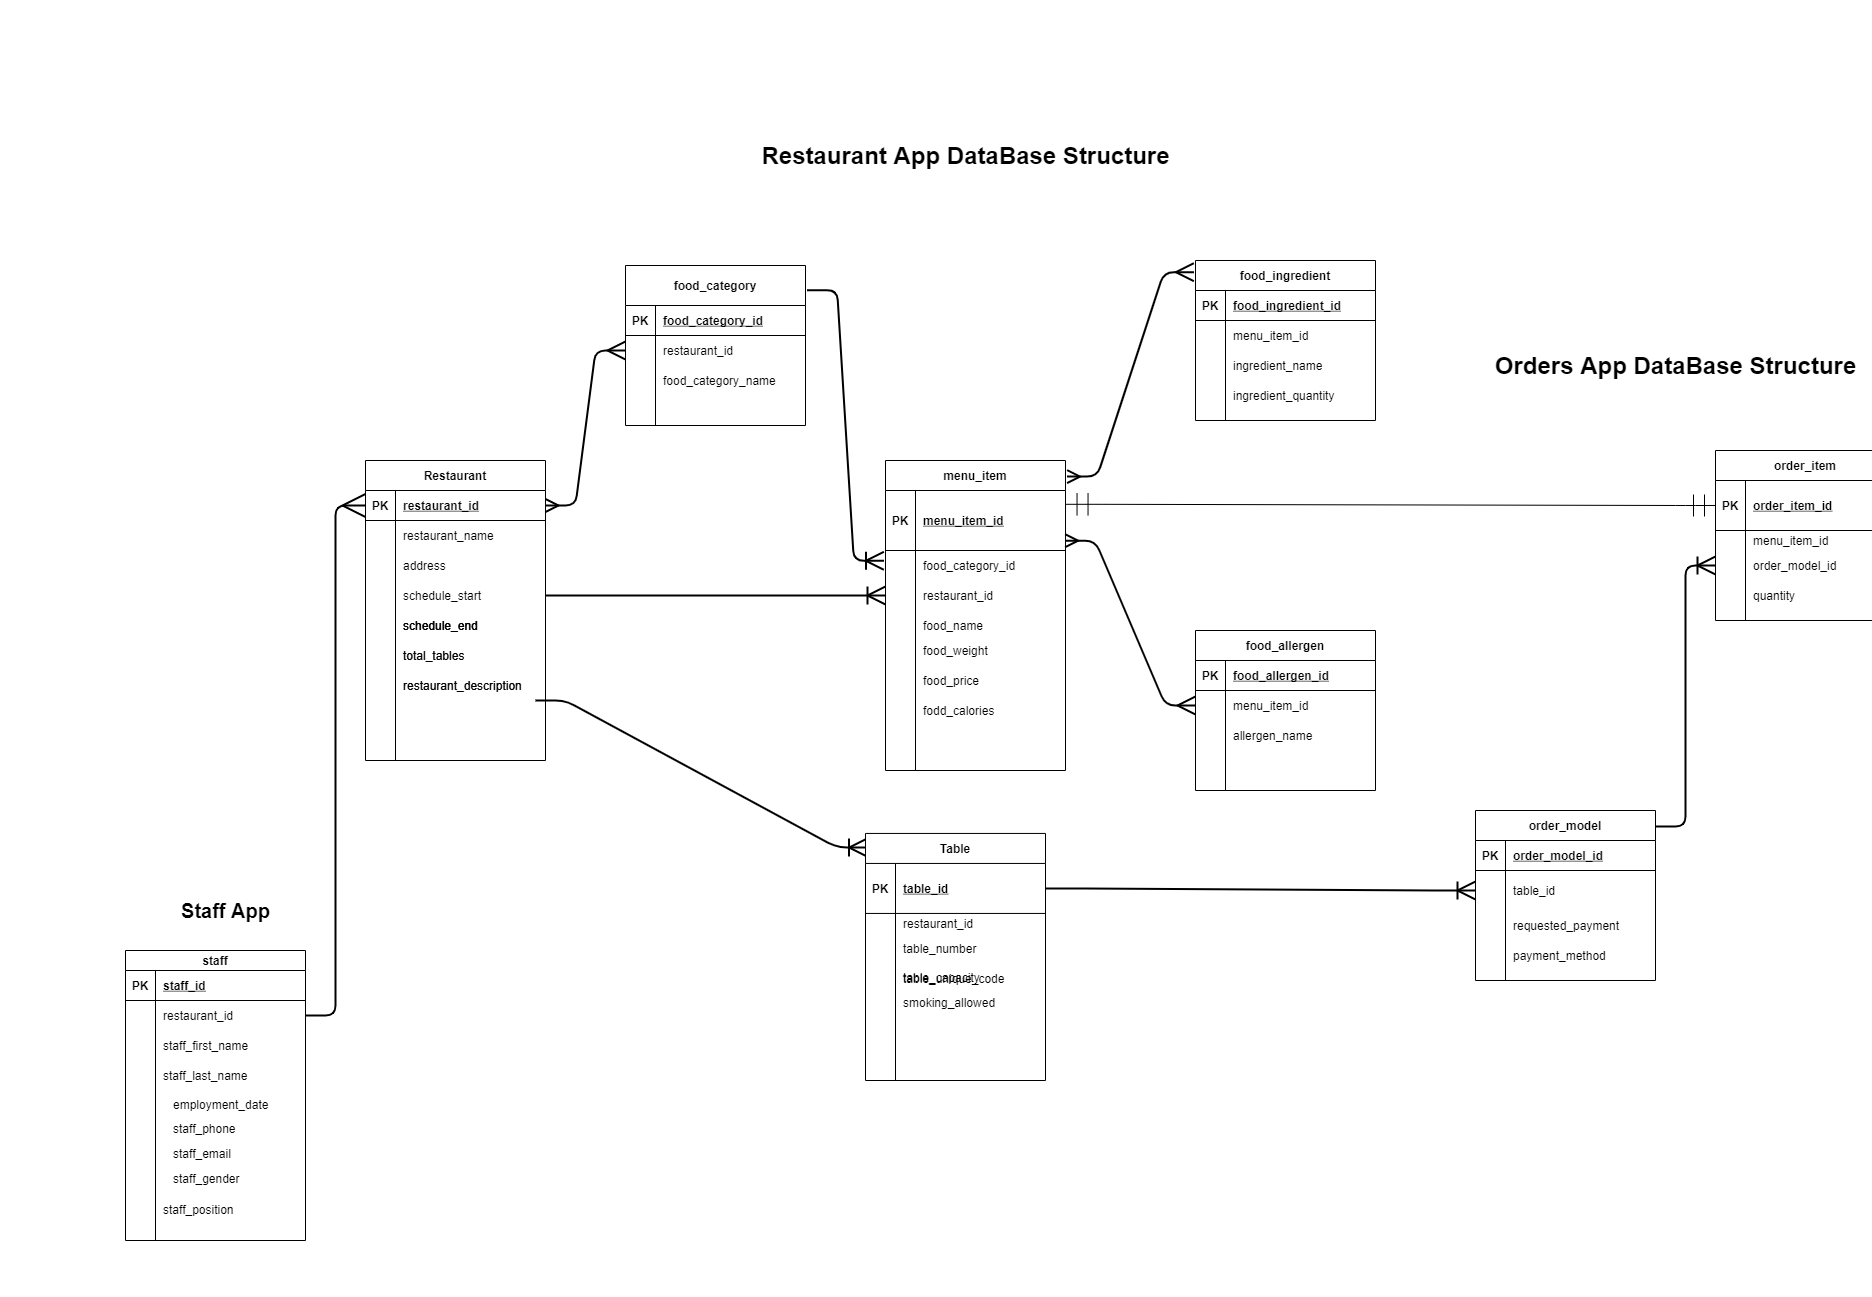 Restaurant App DataBase Structure
food_category
PK food_category_id
restaurant_id
food_category_name
food_ingredient
PK food_ingredient_id
menu_item_id
ingredient_name
ingredient_quantity
Orders App DataBase Structure
Restaurant
PK restaurant_id
restaurant_name
address
schedule_start
schedule_end
total_tables
restaurant_description
menu_item
PK menu_item_id
food_category_id
restaurant_id
food_name
food_weight
food_price
fodd_calories
order_item
PK order_item_id
menu_item_id
order_model_id
quantity
food_allergen
PK food_allergen_id
menu_item_id
allergen_name
Table
PK table_id
restaurant_id
table_number
table_capacity
table_unique_code
smoking_allowed
order_model
PK order_model_id
table_id
requested_payment
payment_method
Staff App
staff
PK staff_id
restaurant_id
staff_first_name
staff_last_name
employment_date
staff_phone
staff_email
staff_gender
staff_position